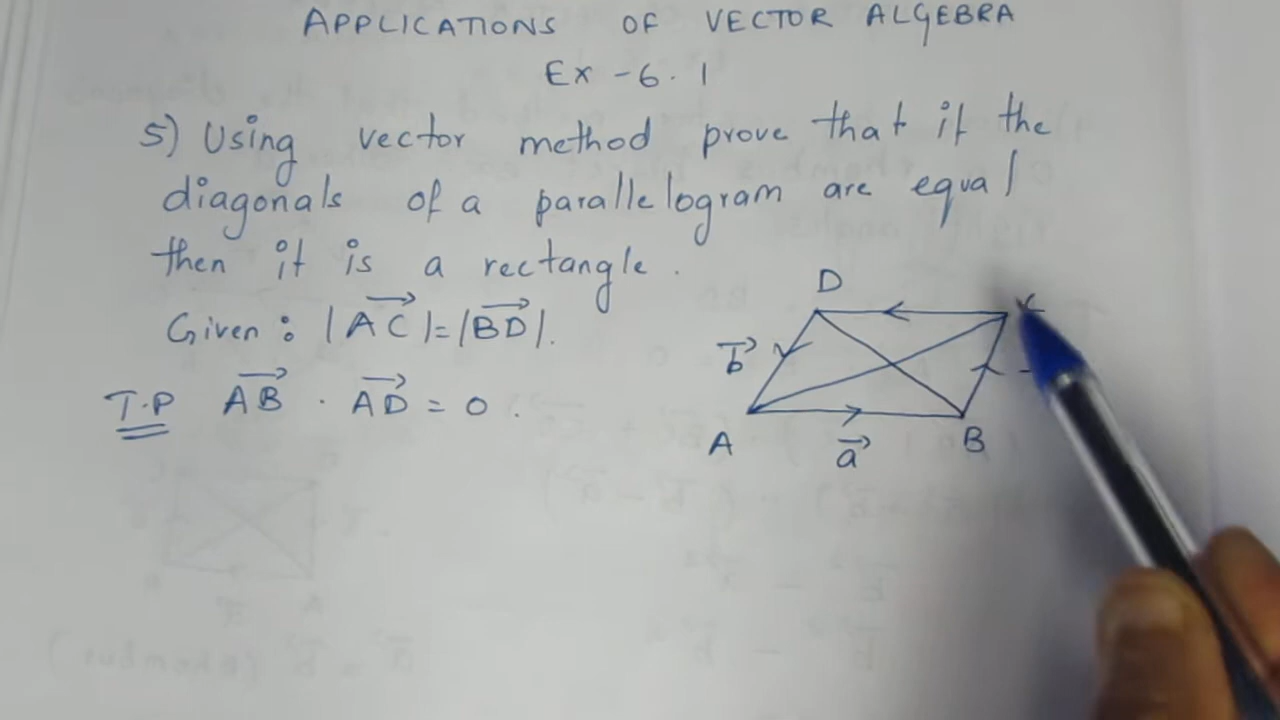 APPLICATIONS OF VECTOR ALGEBRA
Ex - 6.1
5) Using vector method prove that if the
diagonals of a parallelogram are equal
then it is a rectangle.
Given : |AC⃗| = |BD⃗|.
T.P AB⃗ · AD⃗ = 0.
D
b⃗
A
a⃗
B